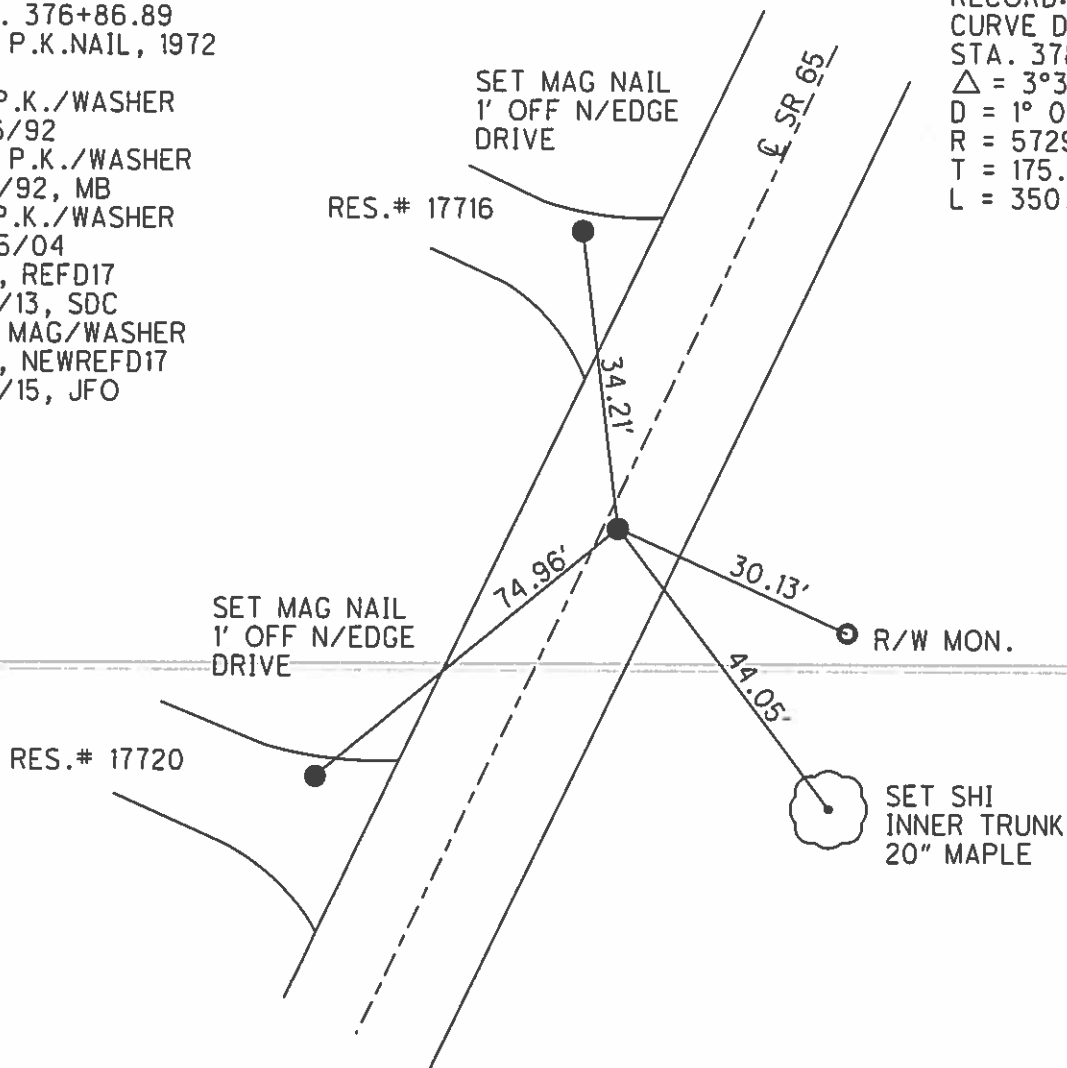 . 376+86.89
P.K.NAIL, 1972
P.K./WASHER
/92
P.K./WASHER
/92, MB
P.K./WASHER
/04
, REFD17
/13, SDC
MAG/WASHER
, NEWREFD17
/15, JFO
CURVE D
STA. 37
△ = 3°3
D = 1° 0
R = 5729
T = 175.
L = 350
SET MAG NAIL
1' OFF N/EDGE
DRIVE
℄ SR 65
RES.# 17716
34.21'
74.96'
30.13'
SET MAG NAIL
1' OFF N/EDGE
DRIVE
R/W MON.
44.05'
RES.# 17720
SET SHI
INNER TRUNK
20" MAPLE